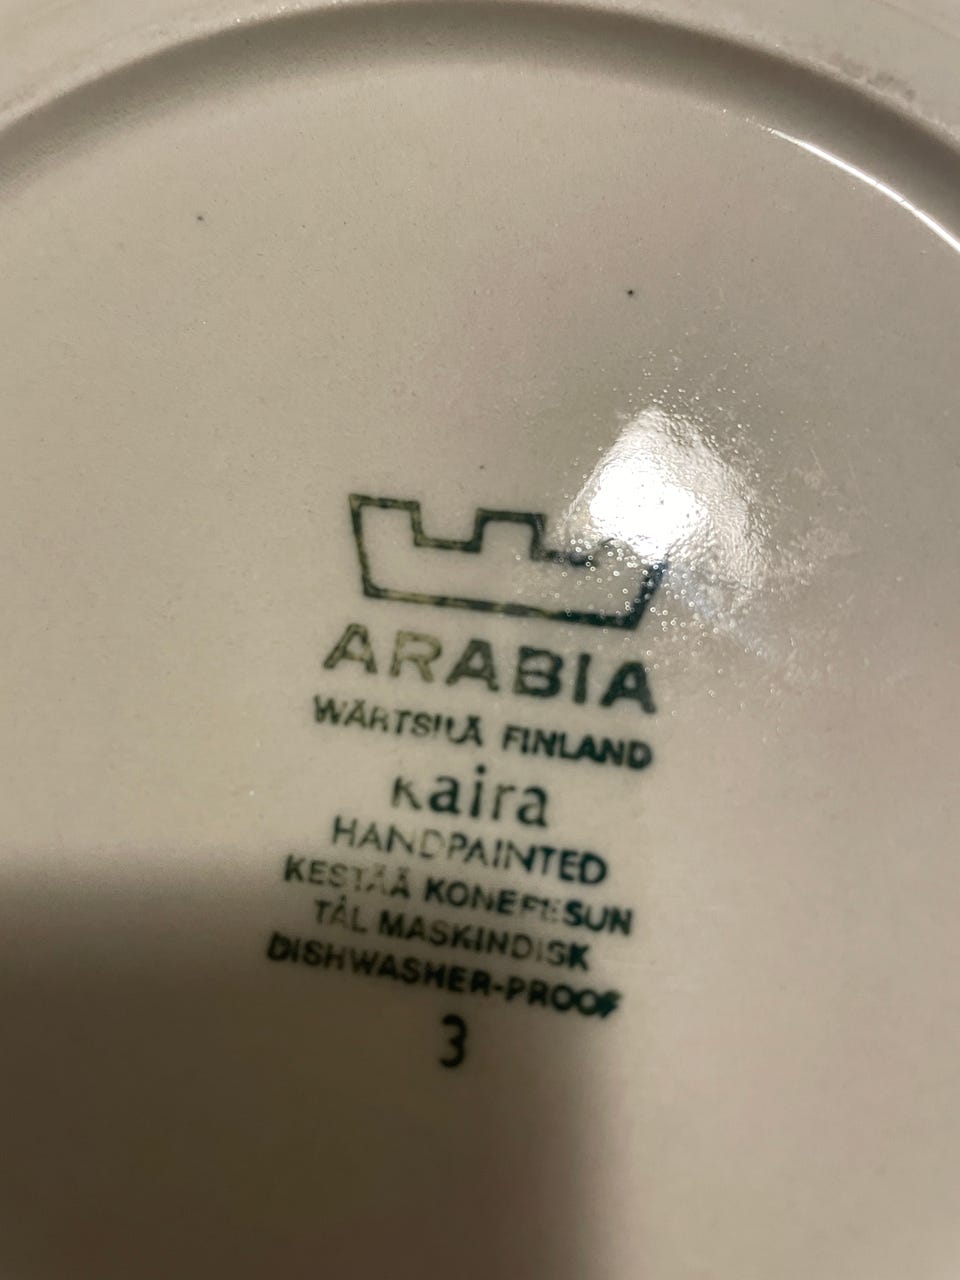 ARABIA
WÄRTSILÄ FINLAND
kaira
HANDPAINTED
KESTÄÄ KONEPESUN
TÅL MASKINDISK
DISHWASHER-PROOF
3